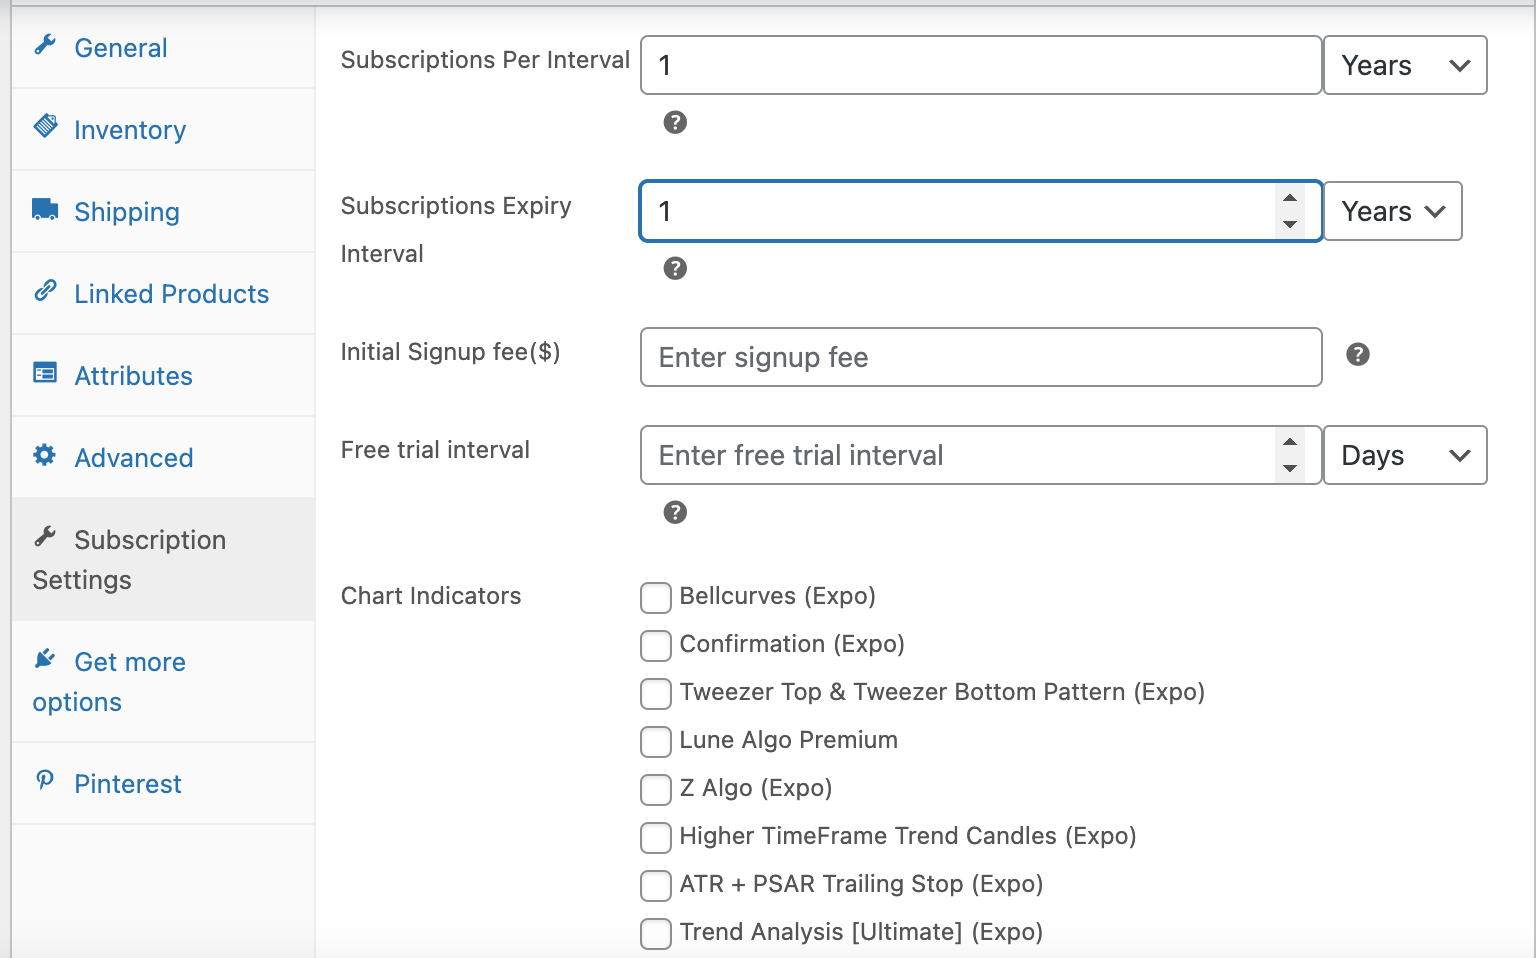 General
Inventory
Shipping
Linked Products
Attributes
Advanced
Subscription
Settings
Get more
options
Pinterest
Subscriptions Per Interval
1
Years
?
Subscriptions Expiry
Interval
1
Years
?
Initial Signup fee($)
Enter signup fee
?
Free trial interval
Enter free trial interval
Days
?
Chart Indicators
Bellcurves (Expo)
Confirmation (Expo)
Tweezer Top & Tweezer Bottom Pattern (Expo)
Lune Algo Premium
Z Algo (Expo)
Higher TimeFrame Trend Candles (Expo)
ATR + PSAR Trailing Stop (Expo)
Trend Analysis [Ultimate] (Expo)